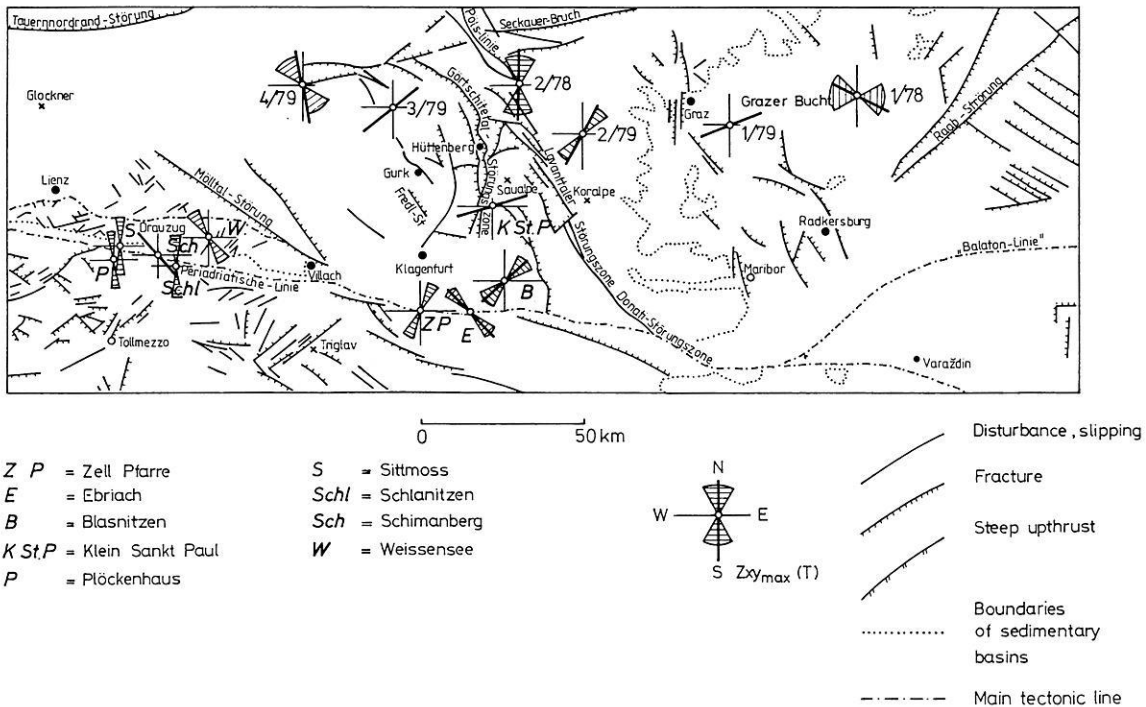 Tauernnordrand-Störung
Pöls-linie
Seckauer-Bruch
Glockner
4/79
3/79
Görtschitztal
Störungszone
2/78
2/79
Graz
Grazer Bucht
1/79
1/78
Raab-Störung
Hüttenberg
Gurk
Fredl-St
Saualpe
Lavanttaler
Störungszone
Koralpe
K St.P
Lienz
Mölltal-Störung
S
Drauzug
Sch
W
P
Schl
Periadriatische-Linie
Villach
Klagenfurt
B
Z P
E
Radkersburg
Maribor
"Balaton-Linie"
Donati-Störungszone
Tollmezzo
Triglav
Varaždin
0 50 km
Z P = Zell Pfarre
E = Ebriach
B = Blasnitzen
K St.P = Klein Sankt Paul
P = Plöckenhaus
S = Sittmoss
Schl = Schlanitzen
Sch = Schimanberg
W = Weissensee
N
W E
S Zxymax (T)
Disturbance, slipping
Fracture
Steep upthrust
Boundaries
of sedimentary
basins
Main tectonic line